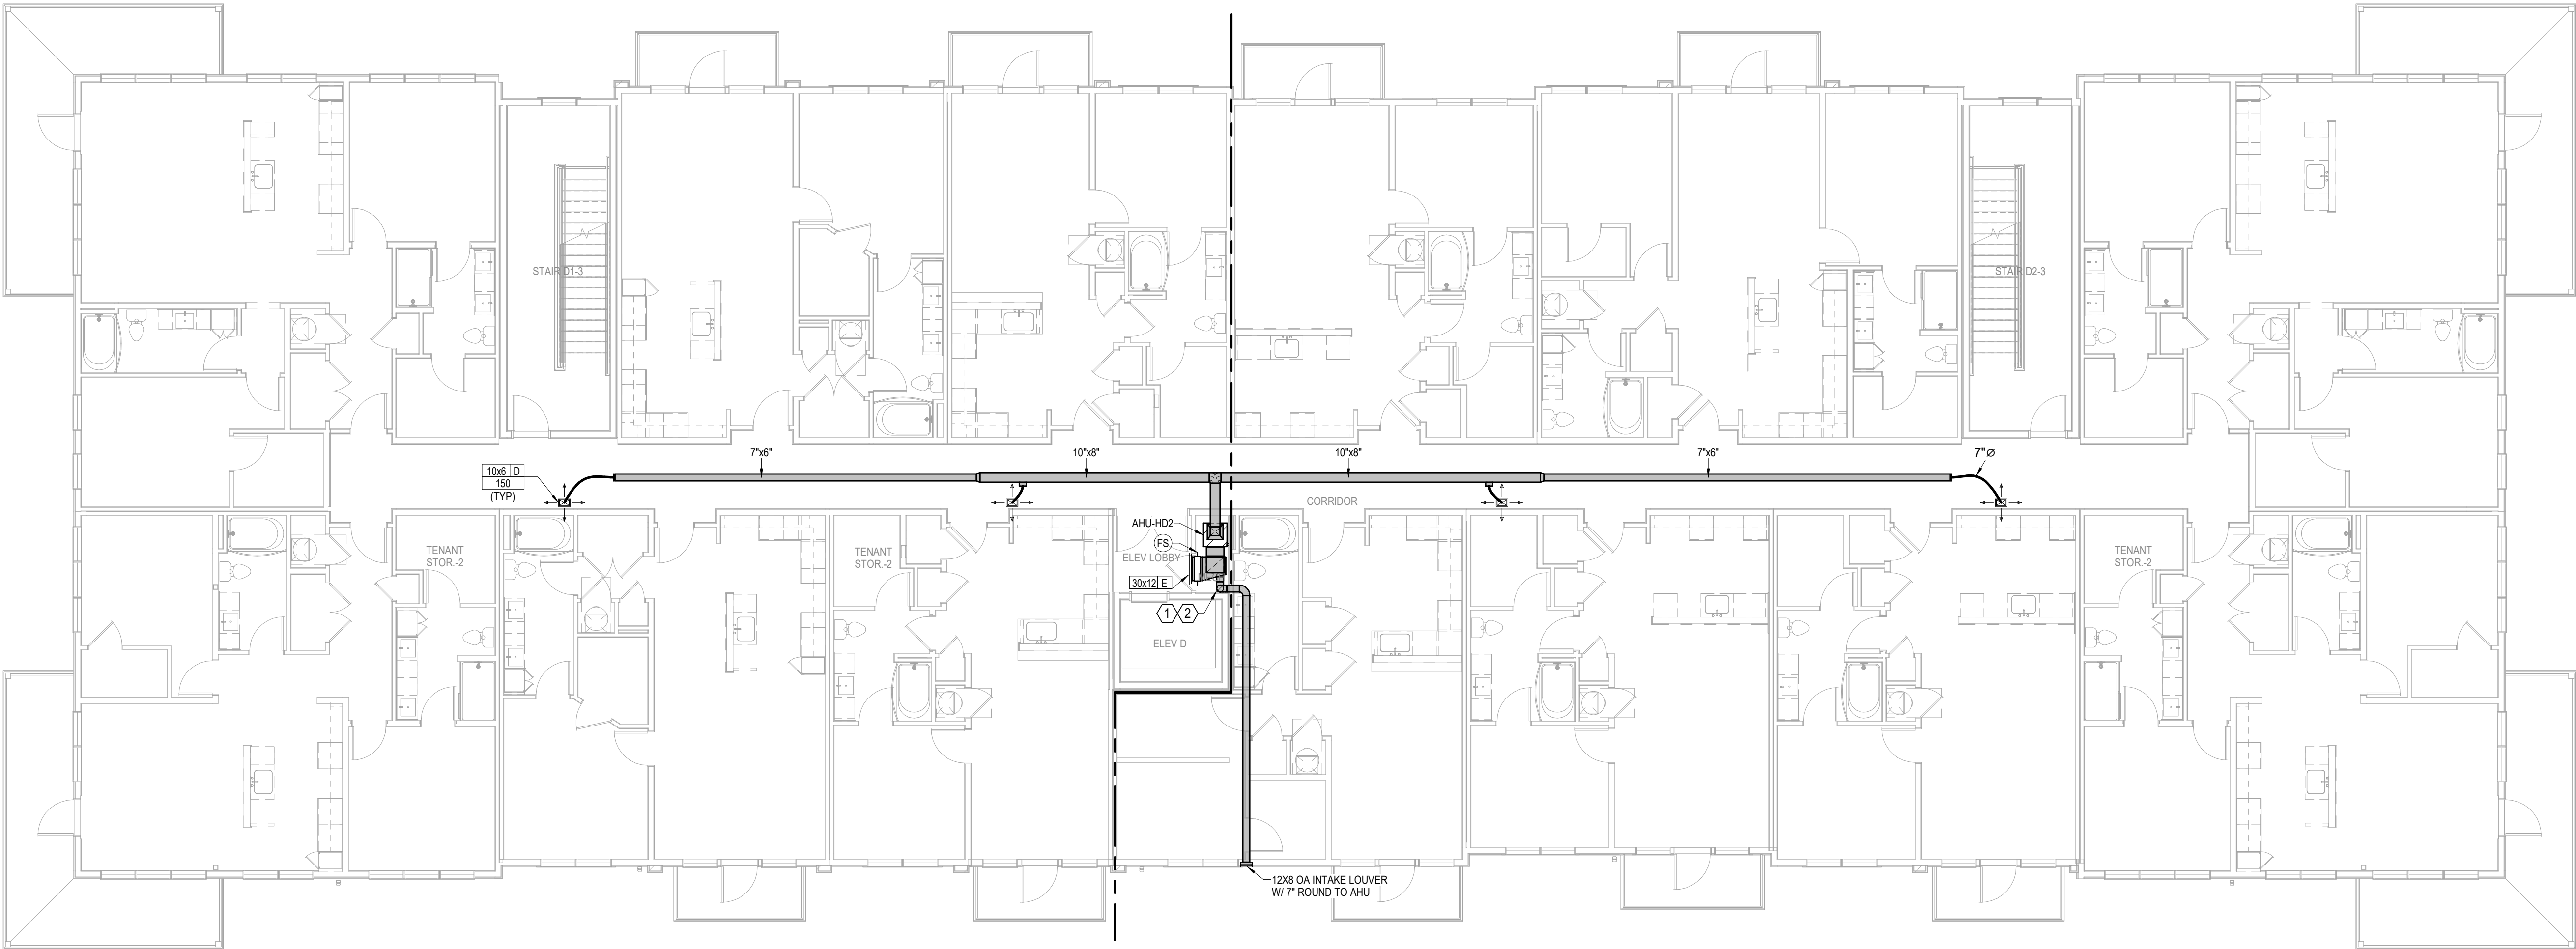 STAIR D1-3
STAIR D2-3
7"x6"
10"x8"
10"x8"
7"x6"
7"Ø
10x6 D
150
(TYP)
CORRIDOR
AHU-HD2
FS
ELEV LOBBY
30x12 E
1 2
ELEV D
TENANT
STOR.-2
TENANT
STOR.-2
TENANT
STOR.-2
12X8 OA INTAKE LOUVER
W/ 7" ROUND TO AHU